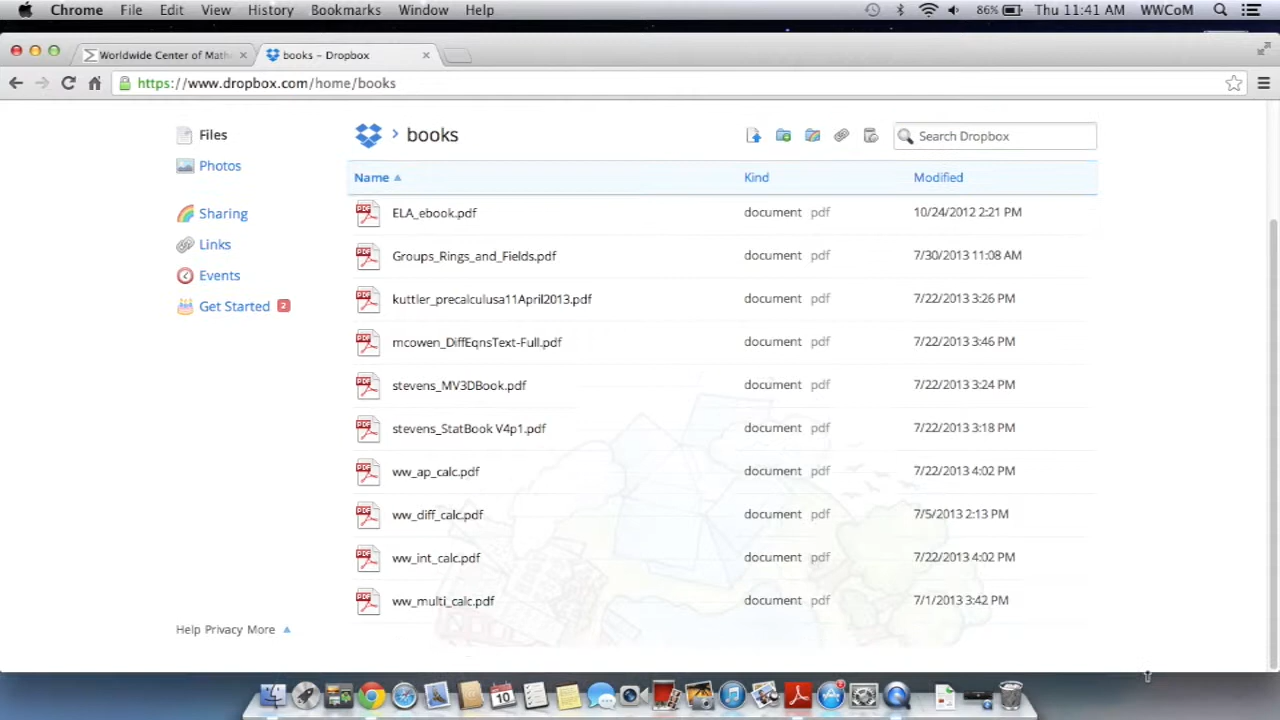 Chrome File Edit View History Bookmarks Window Help 86% Thu 11:41 AM WWCoM
Worldwide Center of Math books – Dropbox
https://www.dropbox.com/home/books
Files
Photos
Sharing
Links
Events
Get Started 2
books
Search Dropbox
Name Kind Modified
ELA_ebook.pdf document pdf 10/24/2012 2:21 PM
Groups_Rings_and_Fields.pdf document pdf 7/30/2013 11:08 AM
kuttler_precalculusa11April2013.pdf document pdf 7/22/2013 3:26 PM
mcowen_DiffEqnsText-Full.pdf document pdf 7/22/2013 3:46 PM
stevens_MV3DBook.pdf document pdf 7/22/2013 3:24 PM
stevens_StatBook V4p1.pdf document pdf 7/22/2013 3:18 PM
ww_ap_calc.pdf document pdf 7/22/2013 4:02 PM
ww_diff_calc.pdf document pdf 7/5/2013 2:13 PM
ww_int_calc.pdf document pdf 7/22/2013 4:02 PM
ww_multi_calc.pdf document pdf 7/1/2013 3:42 PM
Help Privacy More
10